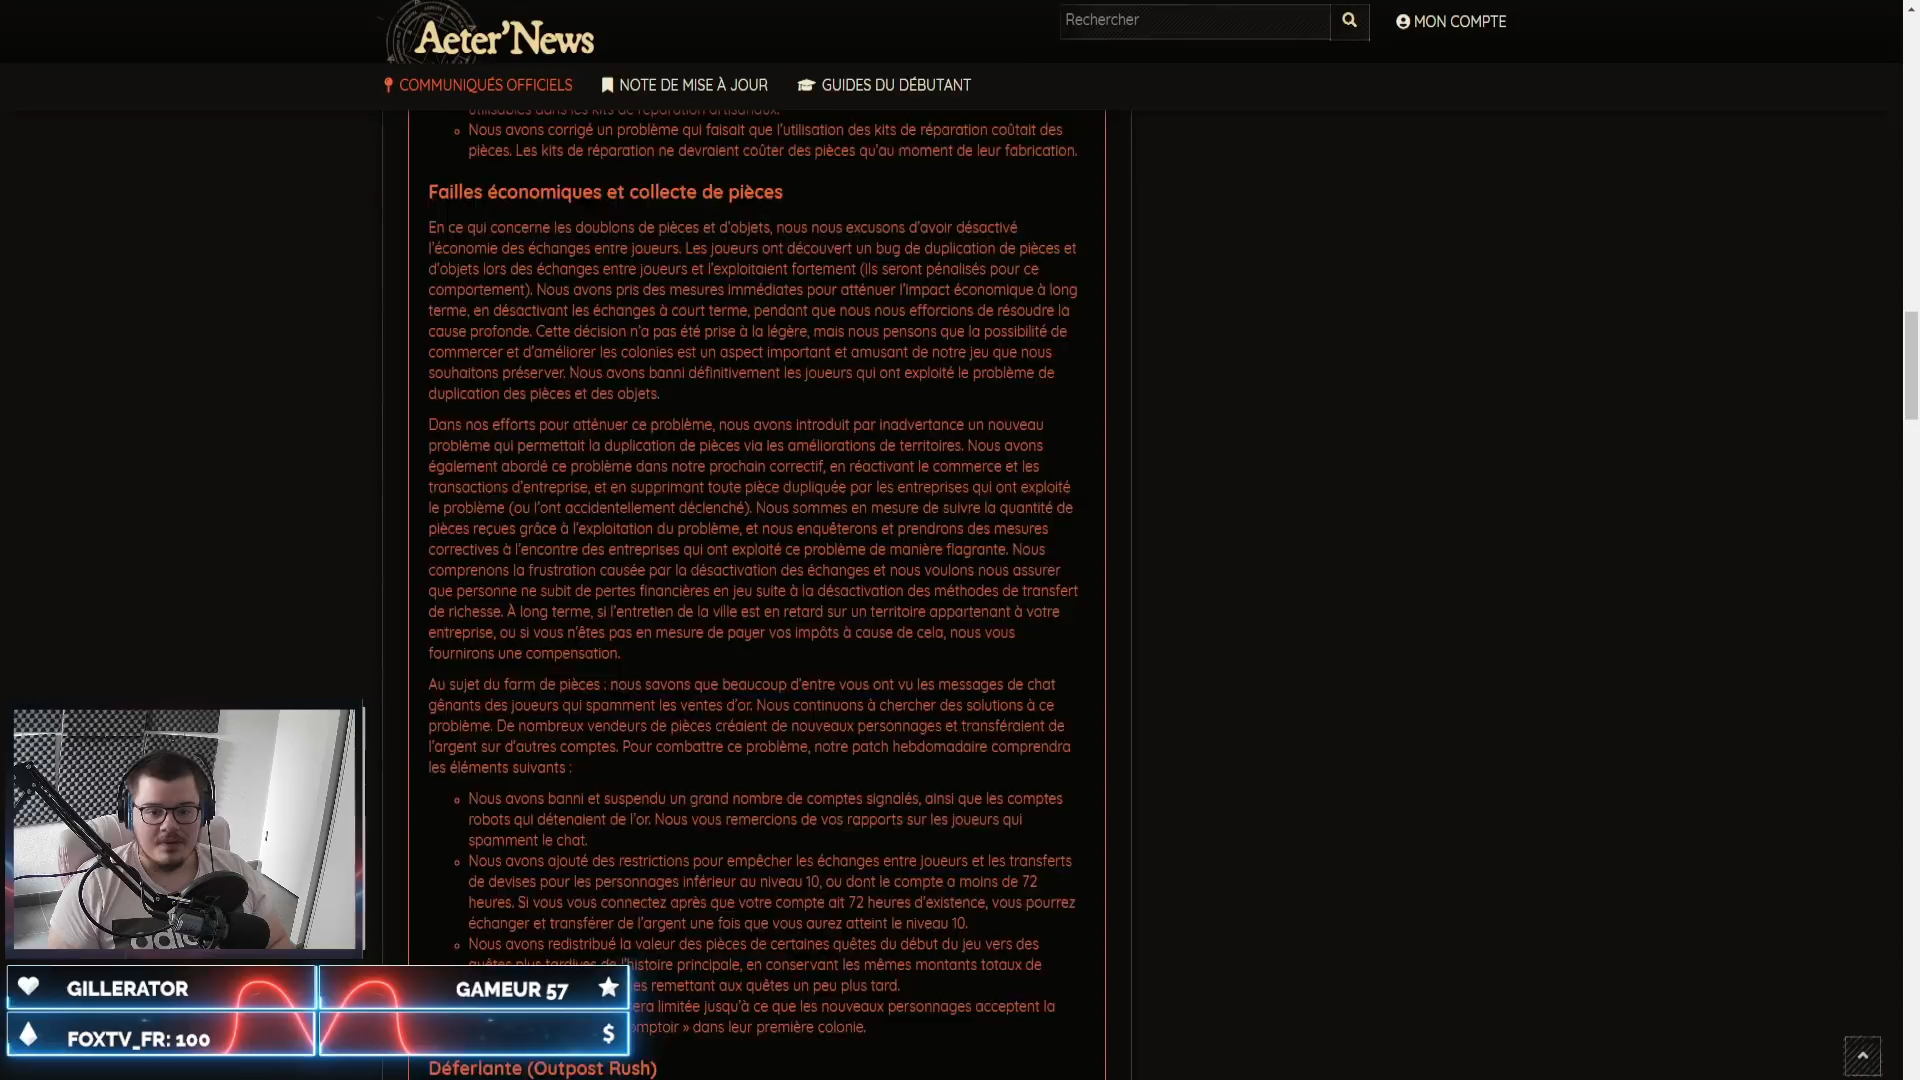 Aeter'News
Rechercher
MON COMPTE
COMMUNIQUÉS OFFICIELS
NOTE DE MISE À JOUR
GUIDES DU DÉBUTANT
utilisables dans les kits de réparation artisanaux.
Nous avons corrigé un problème qui faisait que l'utilisation des kits de réparation coûtait des
pièces. Les kits de réparation ne devraient coûter des pièces qu'au moment de leur fabrication.
Failles économiques et collecte de pièces
En ce qui concerne les doublons de pièces et d'objets, nous nous excusons d'avoir désactivé
l'économie des échanges entre joueurs. Les joueurs ont découvert un bug de duplication de pièces et
d'objets lors des échanges entre joueurs et l'exploitaient fortement (ils seront pénalisés pour ce
comportement). Nous avons pris des mesures immédiates pour atténuer l'impact économique à long
terme, en désactivant les échanges à court terme, pendant que nous nous efforcions de résoudre la
cause profonde. Cette décision n'a pas été prise à la légère, mais nous pensons que la possibilité de
commercer et d'améliorer les colonies est un aspect important et amusant de notre jeu que nous
souhaitons préserver. Nous avons banni définitivement les joueurs qui ont exploité le problème de
duplication des pièces et des objets.
Dans nos efforts pour atténuer ce problème, nous avons introduit par inadvertance un nouveau
problème qui permettait la duplication de pièces via les améliorations de territoires. Nous avons
également abordé ce problème dans notre prochain correctif, en réactivant le commerce et les
transactions d'entreprise, et en supprimant toute pièce dupliquée par les entreprises qui ont exploité
le problème (ou l'ont accidentellement déclenché). Nous sommes en mesure de suivre la quantité de
pièces reçues grâce à l'exploitation du problème, et nous enquêterons et prendrons des mesures
correctives à l'encontre des entreprises qui ont exploité ce problème de manière flagrante. Nous
comprenons la frustration causée par la désactivation des échanges et nous voulons nous assurer
que personne ne subit de pertes financières en jeu suite à la désactivation des méthodes de transfert
de richesse. À long terme, si l'entretien de la ville est en retard sur un territoire appartenant à votre
entreprise, ou si vous n'êtes pas en mesure de payer vos impôts à cause de cela, nous vous
fournirons une compensation.
Au sujet du farm de pièces : nous savons que beaucoup d'entre vous ont vu les messages de chat
gênants des joueurs qui spamment les ventes d'or. Nous continuons à chercher des solutions à ce
problème. De nombreux vendeurs de pièces créaient de nouveaux personnages et transféraient de
l'argent sur d'autres comptes. Pour combattre ce problème, notre patch hebdomadaire comprendra
les éléments suivants :
Nous avons banni et suspendu un grand nombre de comptes signalés, ainsi que les comptes
robots qui détenaient de l'or. Nous vous remercions de vos rapports sur les joueurs qui
spamment le chat.
Nous avons ajouté des restrictions pour empêcher les échanges entre joueurs et les transferts
de devises pour les personnages inférieur au niveau 10, ou dont le compte a moins de 72
heures. Si vous vous connectez après que votre compte ait 72 heures d'existence, vous pourrez
échanger et transférer de l'argent une fois que vous aurez atteint le niveau 10.
Nous avons redistribué la valeur des pièces de certaines quêtes du début du jeu vers des
quêtes plus tardives de l'histoire principale, en conservant les mêmes montants totaux de
es remettant aux quêtes un peu plus tard.
era limitée jusqu'à ce que les nouveaux personnages acceptent la
omptoir » dans leur première colonie.
Déferlante (Outpost Rush)
adidas
GILLERATOR
GAMEUR 57
FOXTV_FR: 100
$